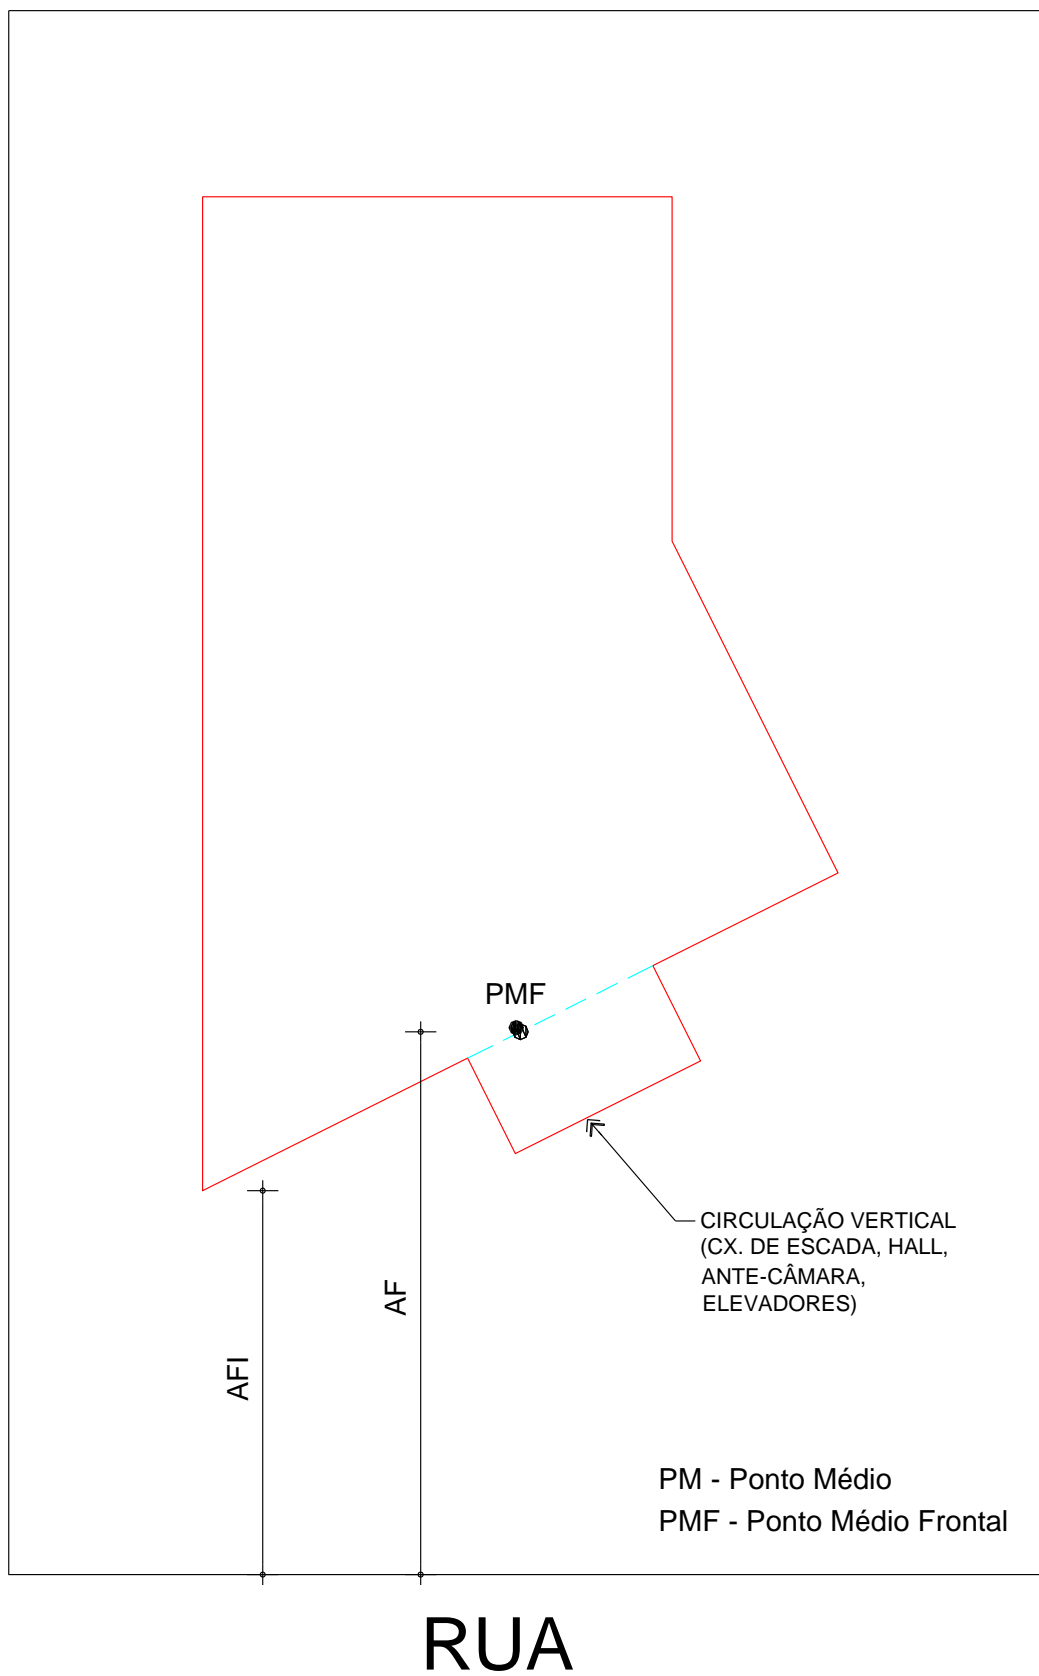 PMF
CIRCULAÇÃO VERTICAL
(CX. DE ESCADA, HALL,
ANTE-CÂMARA,
ELEVADORES)
AF
AFI
PM - Ponto Médio
PMF - Ponto Médio Frontal
RUA